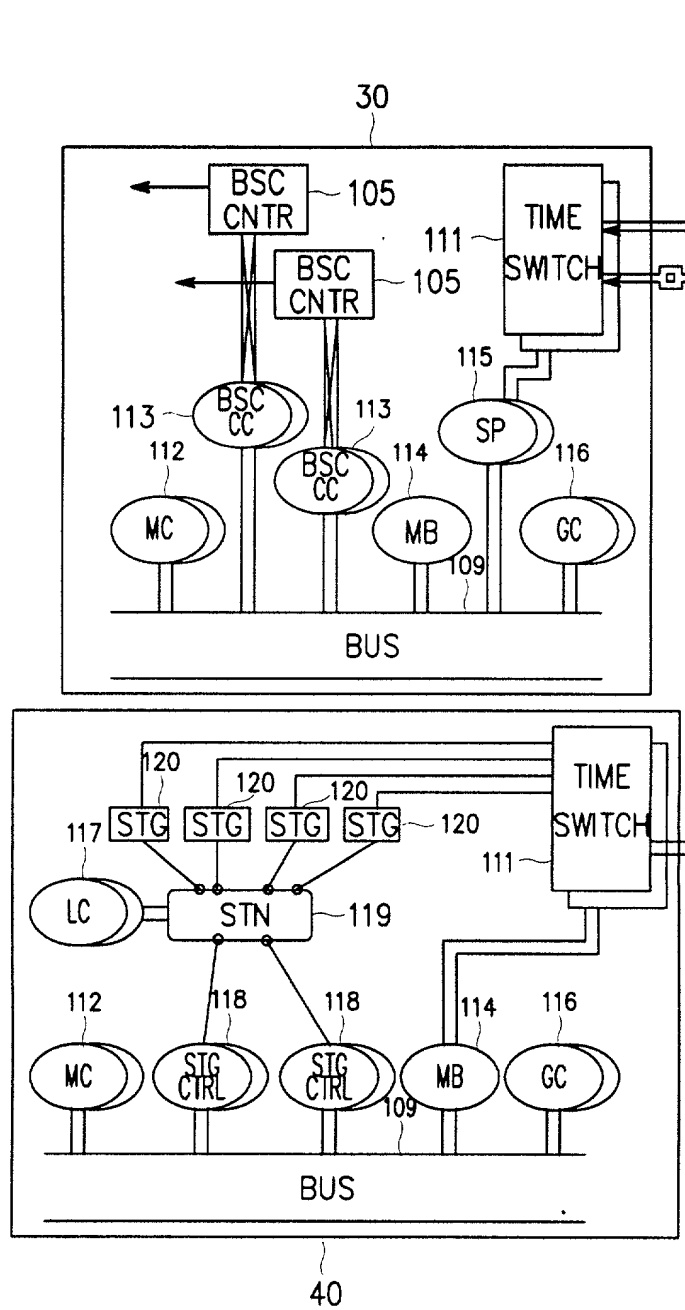 30
BSC
CNTR
105
BSC
CNTR
105
111
TIME
SWITCH
115
SP
113
BSC
CC
113
BSC
CC
112
MC
114
MB
116
GC
109
BUS
120
STG
120
STG
120
STG
120
STG
TIME
SWITCH
111
117
LC
STN
119
112
MC
118
STG
CTRL
118
STG
CTRL
114
MB
116
GC
109
BUS
40